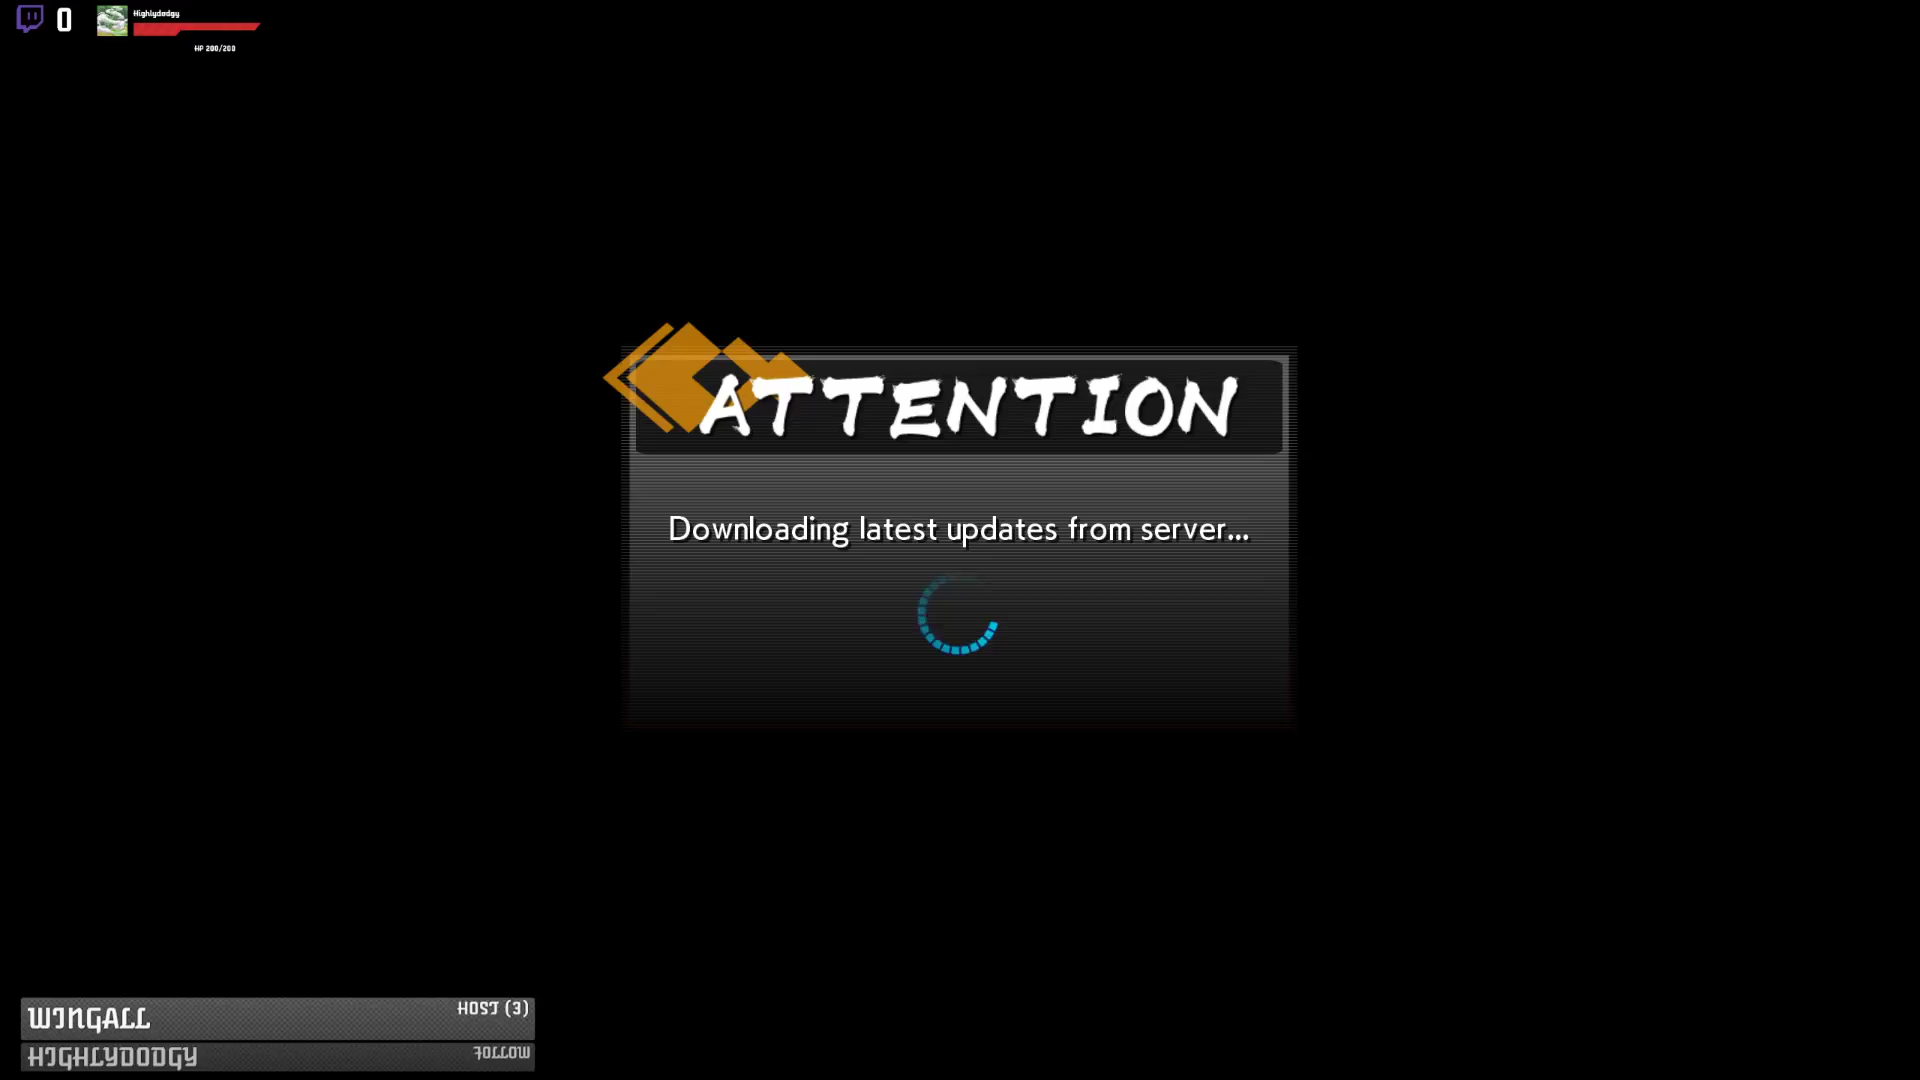 0
Highlydodgy
HP 200/200
ATTENTION
Downloading latest updates from server...
WINGALL
HOST (3)
HIGHLYDODGY
FOLLOW